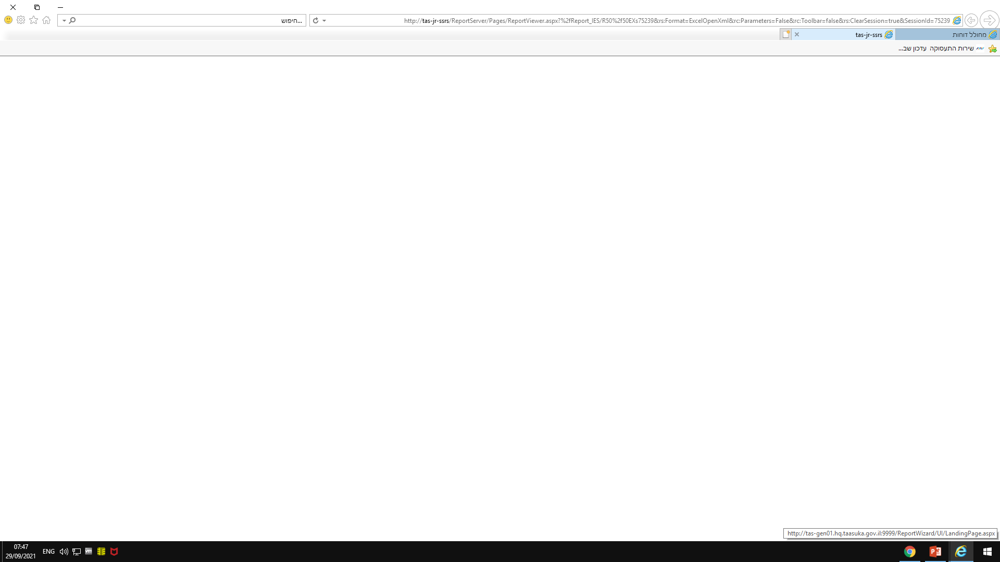 http://tas-jr-ssrs/ReportServer/Pages/ReportViewer.aspx?%2fReport_IES/R50%2f50EXs75239&rs:Format=ExcelOpenXml&rc:Parameters=False&rc:Toolbar=false&rs:ClearSession=true&SessionId=75239
חיפוש...
מחולל דוחות
tas-jr-ssrs
שירות התעסוקה עדכון שב...
http://tas-gen01.hq.taasuka.gov.il:9999/ReportWizard/UI/LandingPage.aspx
07:47
ENG
vm
29/09/2021